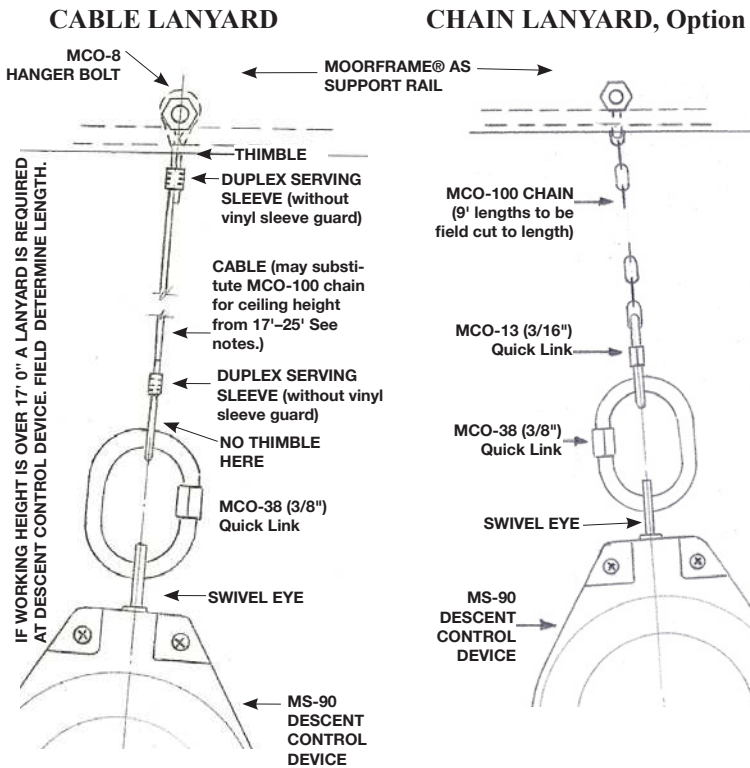 CABLE LANYARD
MCO-8
HANGER BOLT
MOORFRAME® AS
SUPPORT RAIL
THIMBLE
DUPLEX SERVING
SLEEVE (without
vinyl sleeve guard)
CABLE (may substi-
tute MCO-100 chain
for ceiling height
from 17'–25' See
notes.)
DUPLEX SERVING
SLEEVE (without vinyl
sleeve guard)
NO THIMBLE
HERE
MCO-38 (3/8")
Quick Link
SWIVEL EYE
MS-90
DESCENT
CONTROL
DEVICE
IF WORKING HEIGHT IS OVER 17' 0" A LANYARD IS REQUIRED
AT DESCENT CONTROL DEVICE. FIELD DETERMINE LENGTH.
CHAIN LANYARD, Option
MCO-100 CHAIN
(9' lengths to be
field cut to length)
MCO-13 (3/16")
Quick Link
MCO-38 (3/8")
Quick Link
SWIVEL EYE
MS-90
DESCENT
CONTROL
DEVICE